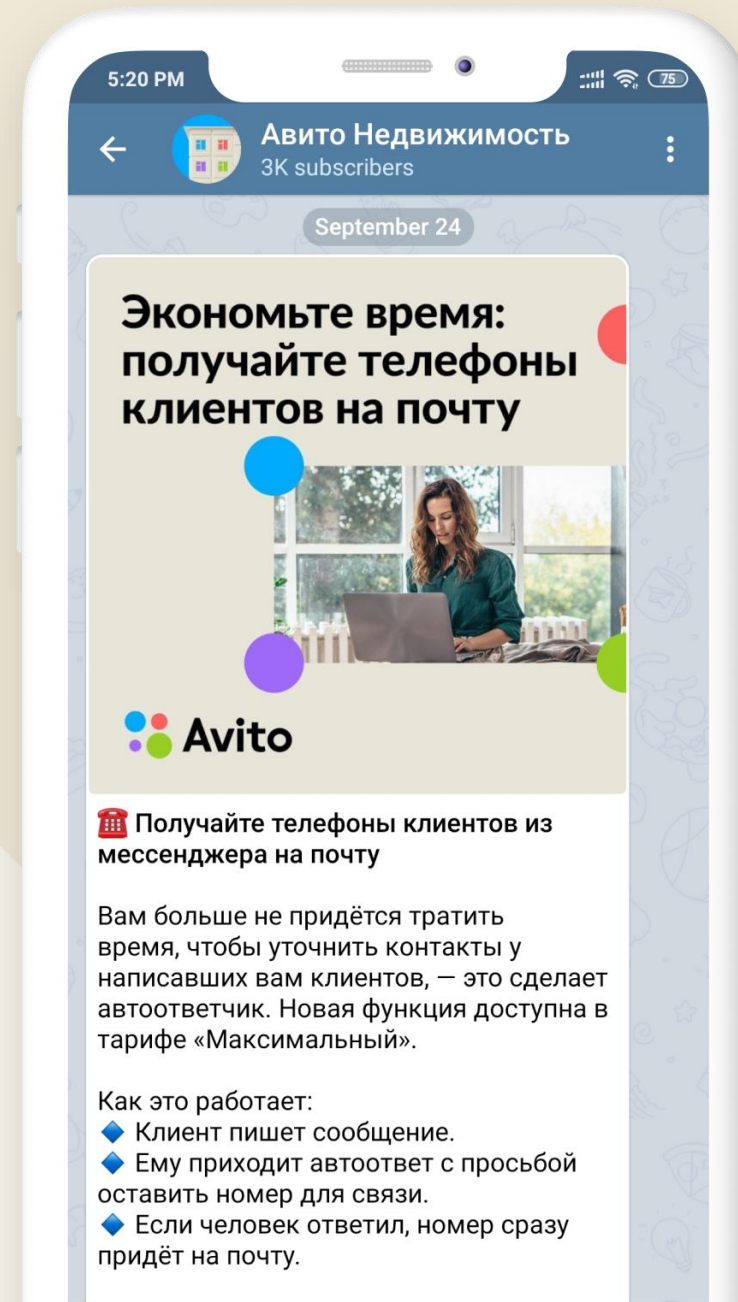 5:20 PM
75
Авито Недвижимость
3K subscribers
September 24
Экономьте время:
получайте телефоны
клиентов на почту
Avito
Получайте телефоны клиентов из
мессенджера на почту
Вам больше не придётся тратить
время, чтобы уточнить контакты у
написавших вам клиентов, — это сделает
автоответчик. Новая функция доступна в
тарифе «Максимальный».
Как это работает:
Клиент пишет сообщение.
Ему приходит автоответ с просьбой
оставить номер для связи.
Если человек ответил, номер сразу
придёт на почту.